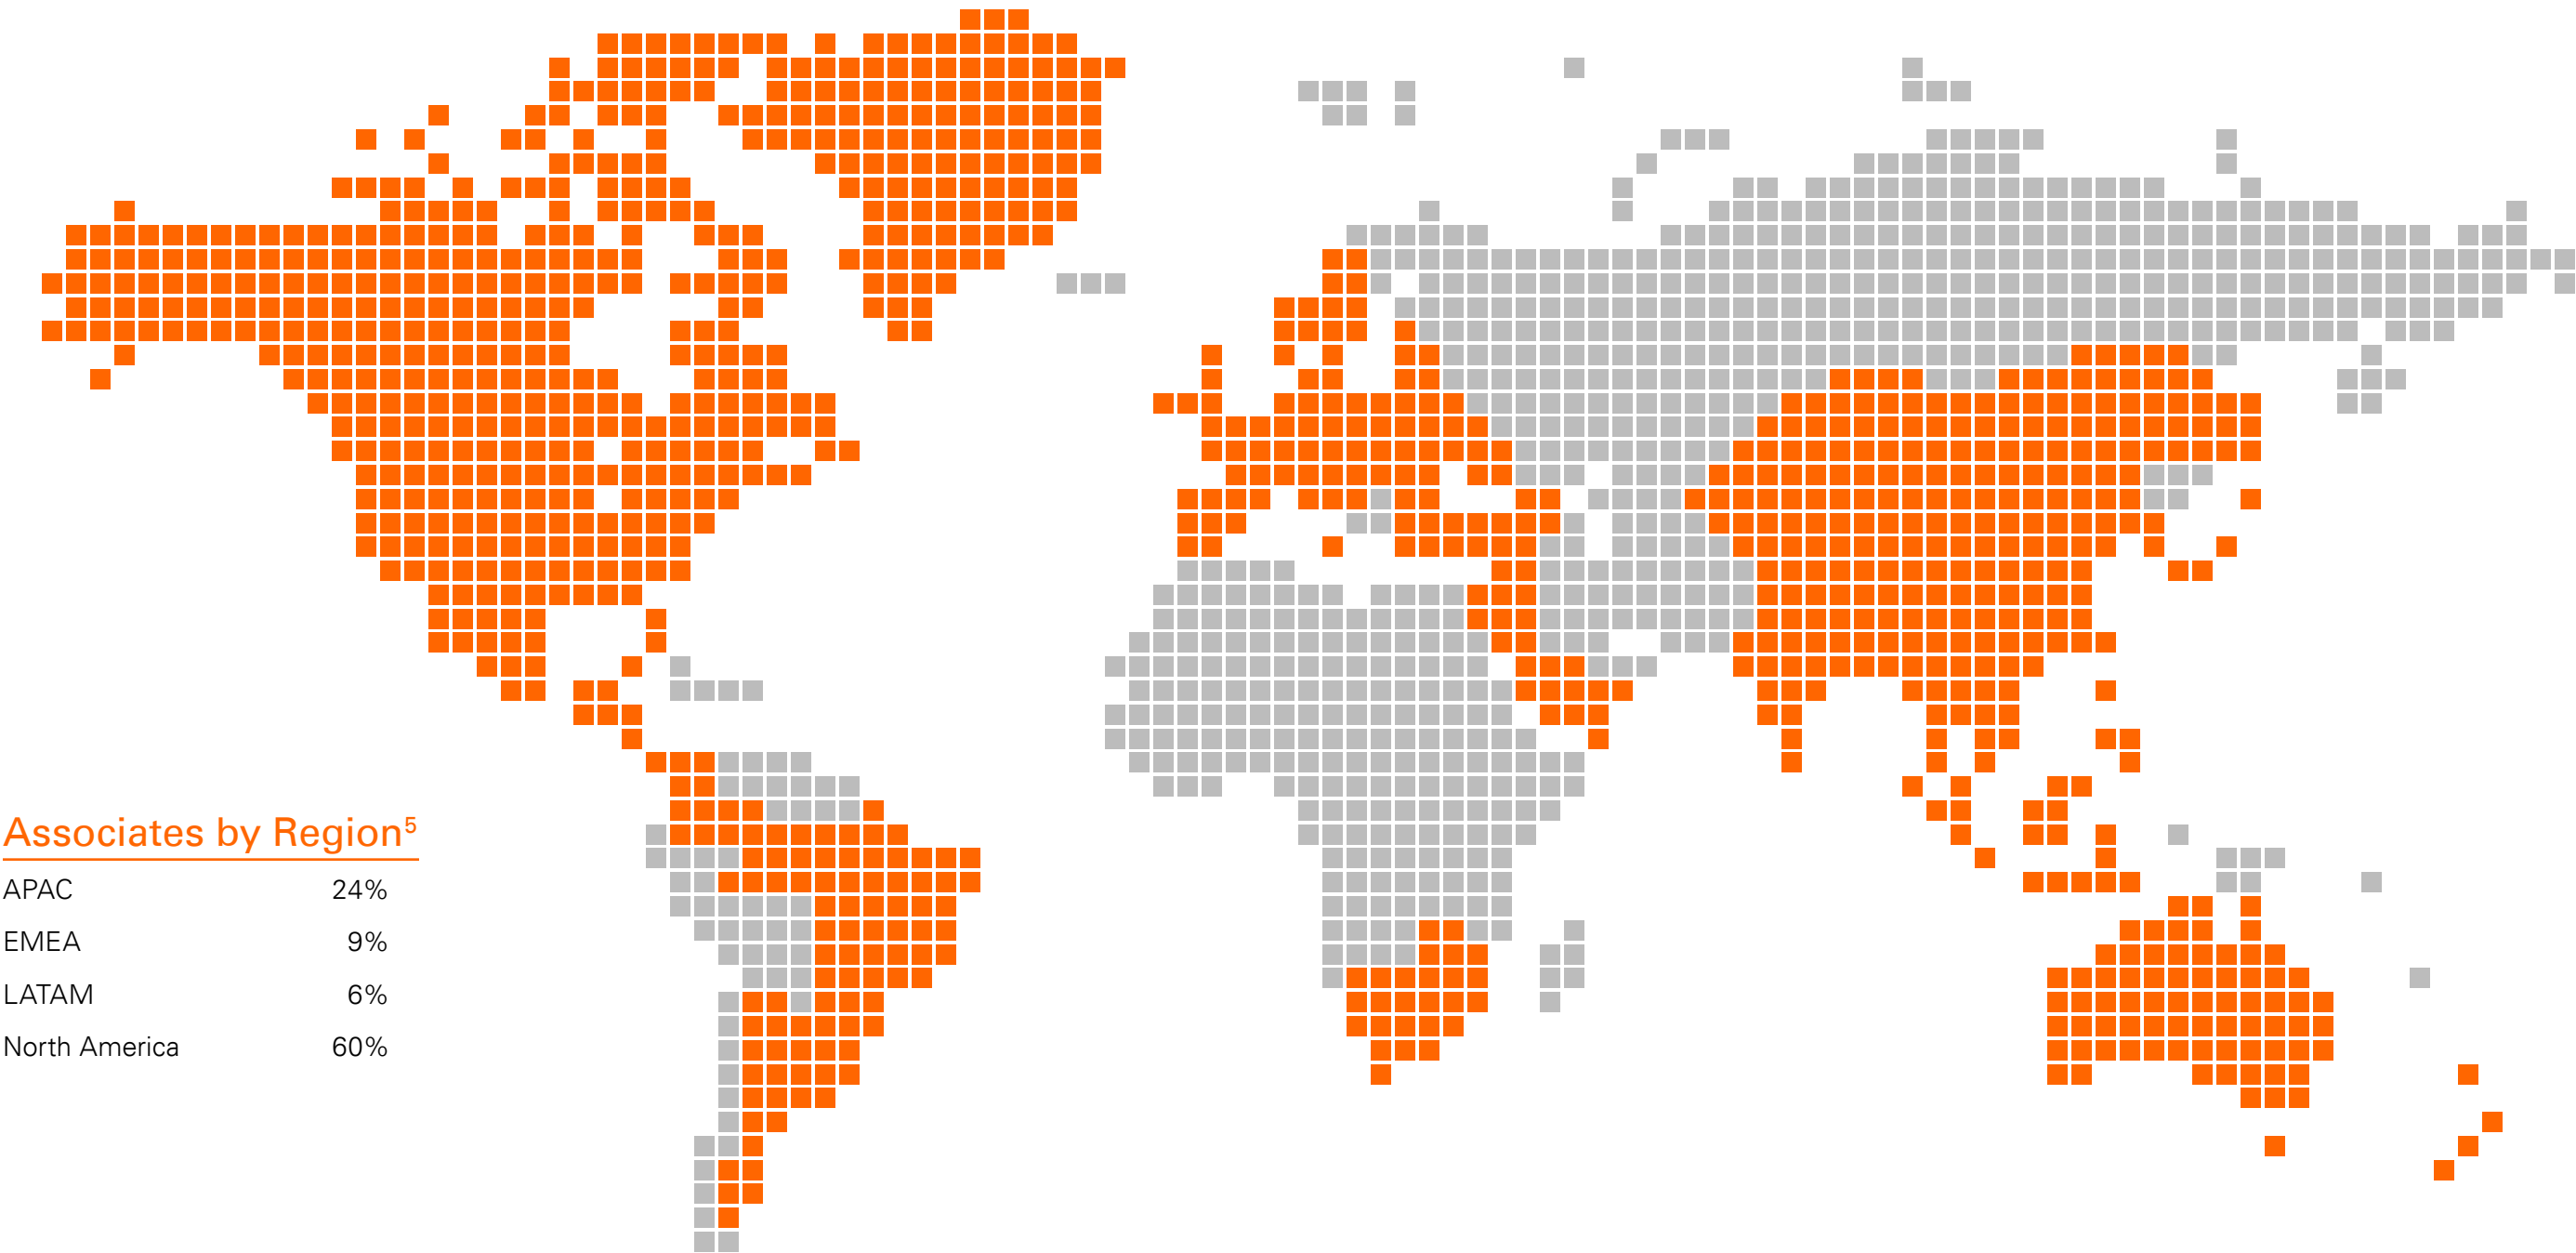 Associates by Region5
APAC 24%
EMEA 9%
LATAM 6%
North America 60%